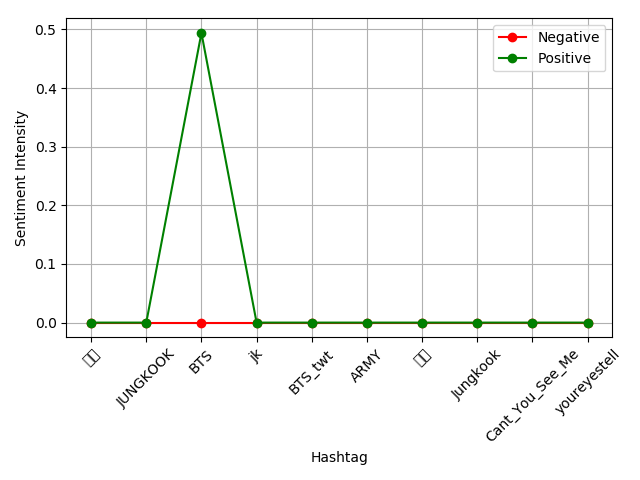 0.5
0.4
0.3
0.2
0.1
0.0
Sentiment Intensity
Negative
Positive
JUNGKOOK
BTS
jk
BTS_twt
ARMY
Jungkook
Cant_You_See_Me
youreyestell
Hashtag